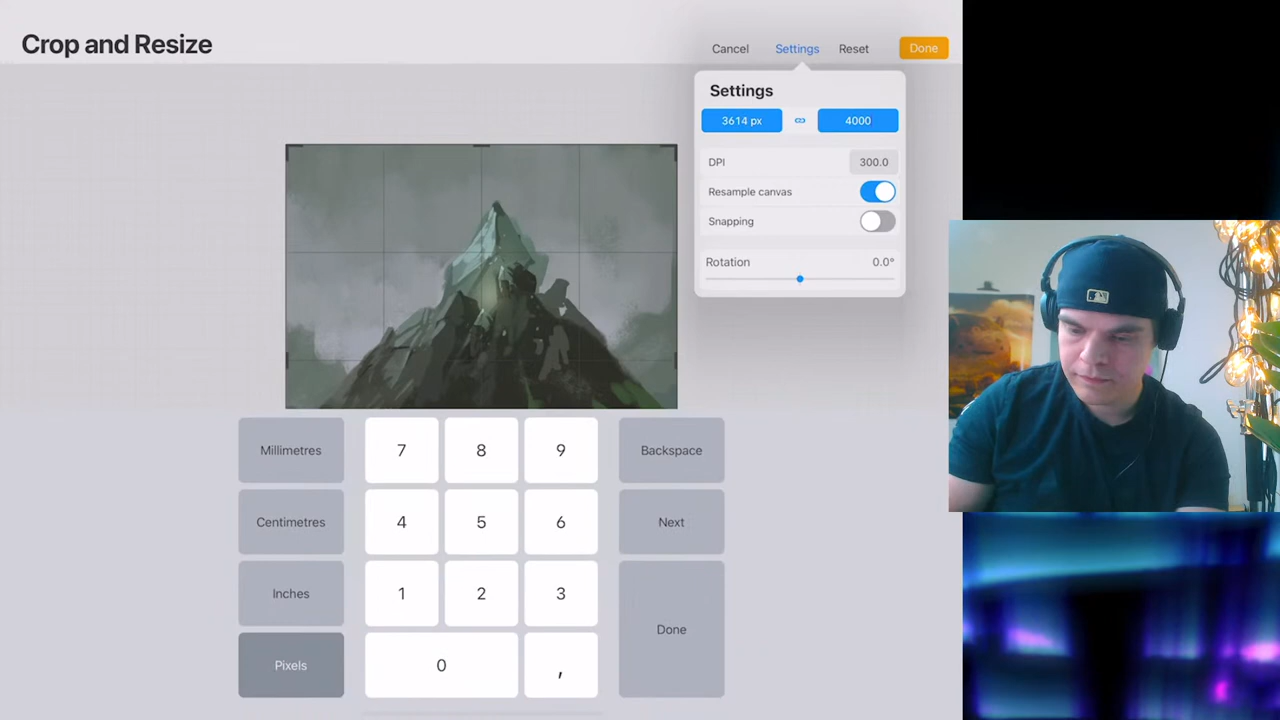 Crop and Resize
Cancel Settings Reset Done
Settings
3614 px 4000
DPI 300.0
Resample canvas
Snapping
Rotation 0.0°
Millimetres 7 8 9 Backspace
Centimetres 4 5 6 Next
Inches 1 2 3
Done
Pixels 0 ,